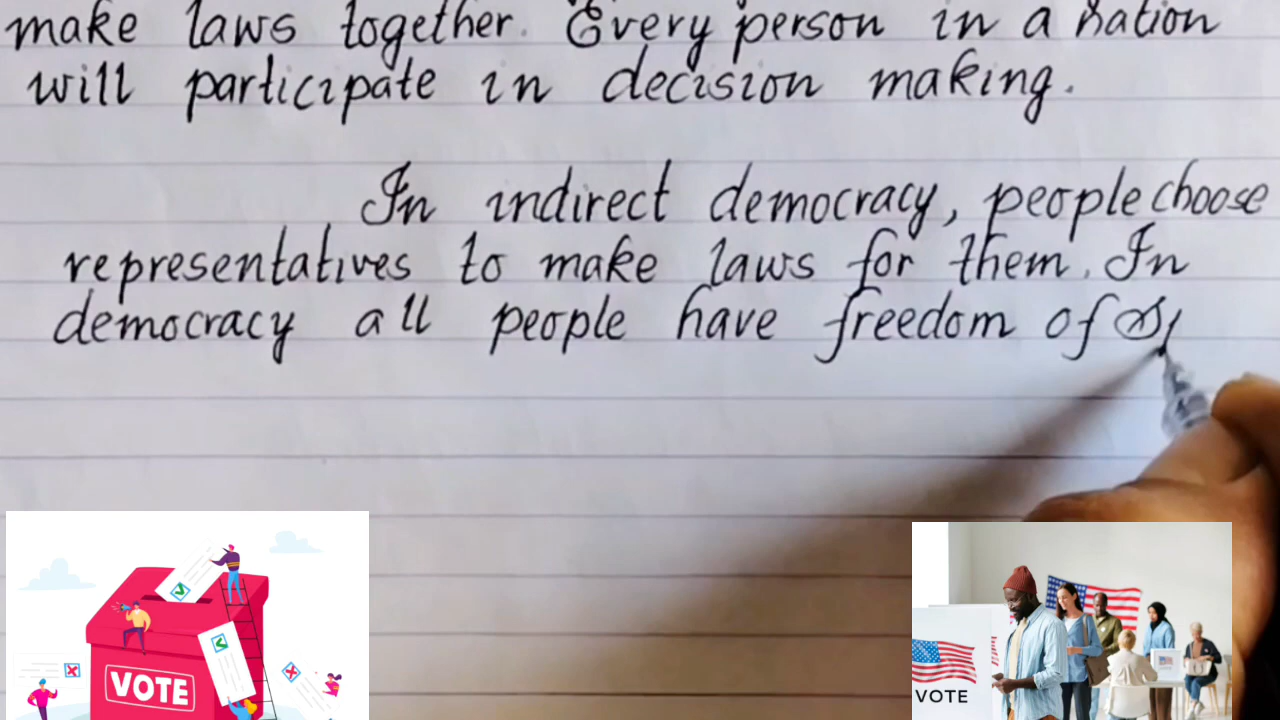 make laws together. Every person in a nation
will participate in decision making.
In indirect democracy, people choose
representatives to make laws for them. In
democracy all people have freedom of
VOTE
VOTE